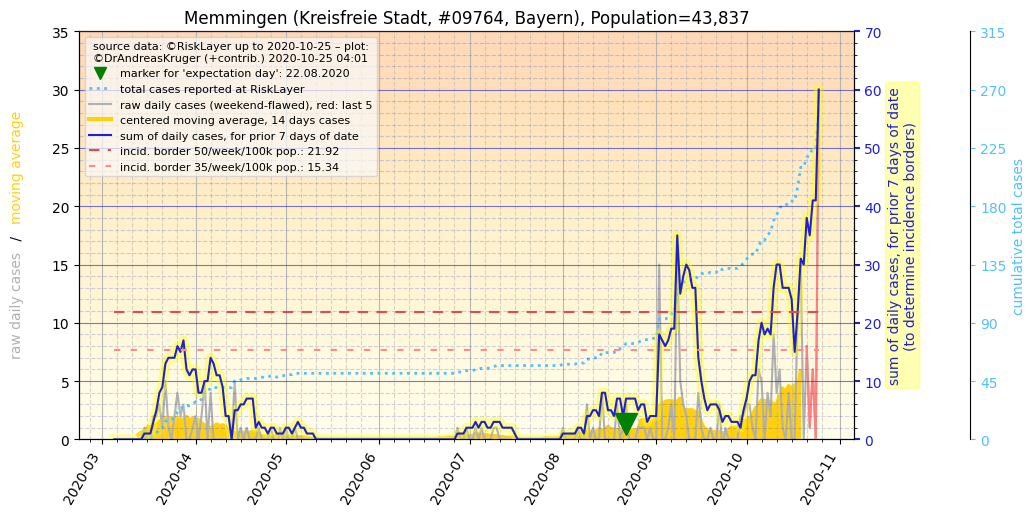 Memmingen (Kreisfreie Stadt, #09764, Bayern), Population=43,837
source data: ©RiskLayer up to 2020-10-25 – plot:
©DrAndreasKruger (+contrib.) 2020-10-25 04:01
marker for 'expectation day': 22.08.2020
total cases reported at RiskLayer
raw daily cases (weekend-flawed), red: last 5
centered moving average, 14 days cases
sum of daily cases, for prior 7 days of date
incid. border 50/week/100k pop.: 21.92
incid. border 35/week/100k pop.: 15.34
raw daily cases / moving average
35
30
25
20
15
10
5
0
70
60
50
40
30
20
10
0
sum of daily cases, for prior 7 days of date
(to determine incidence borders)
315
270
225
180
135
90
45
0
cumulative total cases
2020-03
2020-04
2020-05
2020-06
2020-07
2020-08
2020-09
2020-10
2020-11